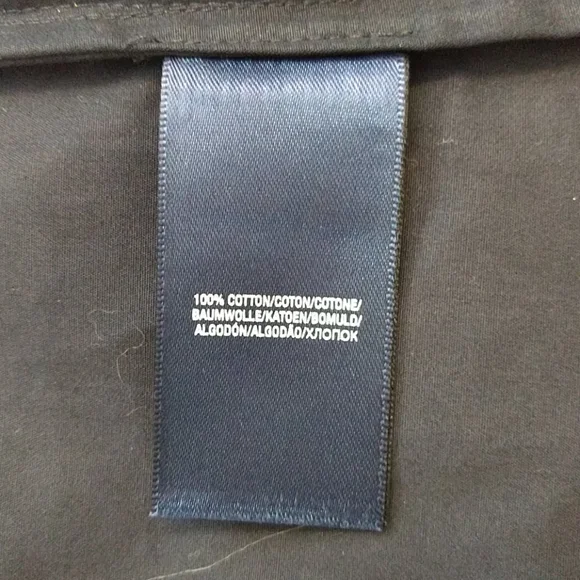 100% COTTON/COTON/COTONE/
BAUMWOLLE/KATOEN/BOMULD/
ALGODÓN/ALGODÃO/ХЛОПОК